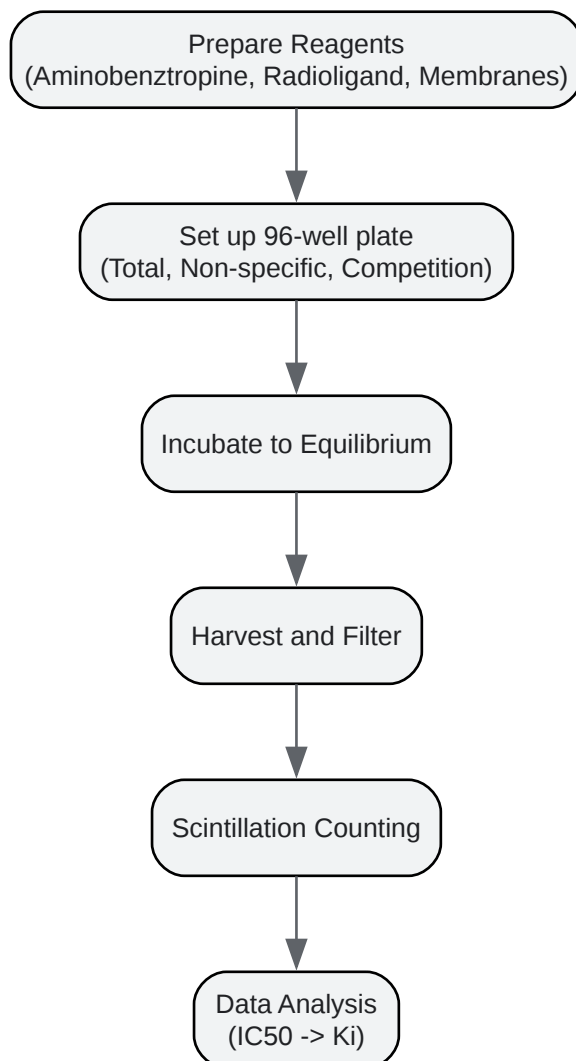 Prepare Reagents
(Aminobenztropine, Radioligand, Membranes)
Set up 96-well plate
(Total, Non-specific, Competition)
Incubate to Equilibrium
Harvest and Filter
Scintillation Counting
Data Analysis
(IC50 -> Ki)